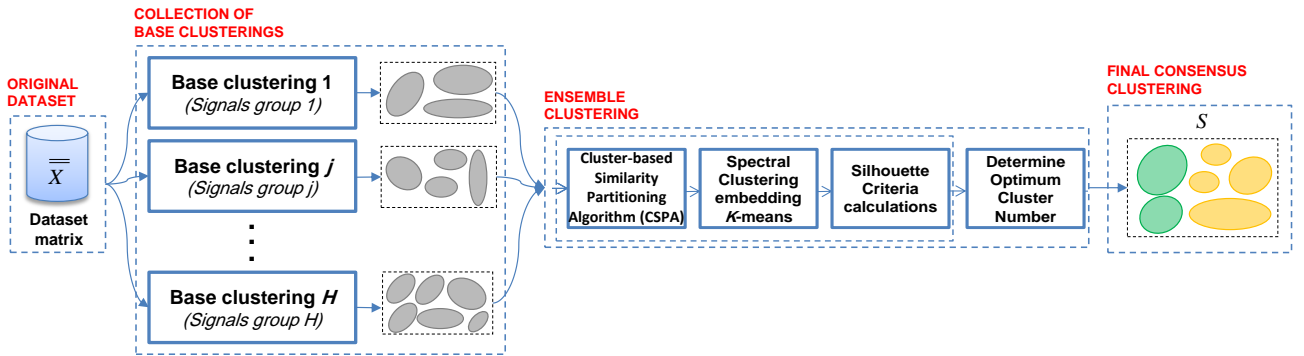 COLLECTION OF
BASE CLUSTERINGS
ORIGINAL
DATASET
X
Dataset
matrix
Base clustering 1
(Signals group 1)
Base clustering j
(Signals group j)
Base clustering H
(Signals group H)
ENSEMBLE
CLUSTERING
Cluster-based
Similarity
Partitioning
Algorithm (CSPA)
Spectral
Clustering
embedding
K-means
Silhouette
Criteria
calculations
Determine
Optimum
Cluster
Number
FINAL CONSENSUS
CLUSTERING
S